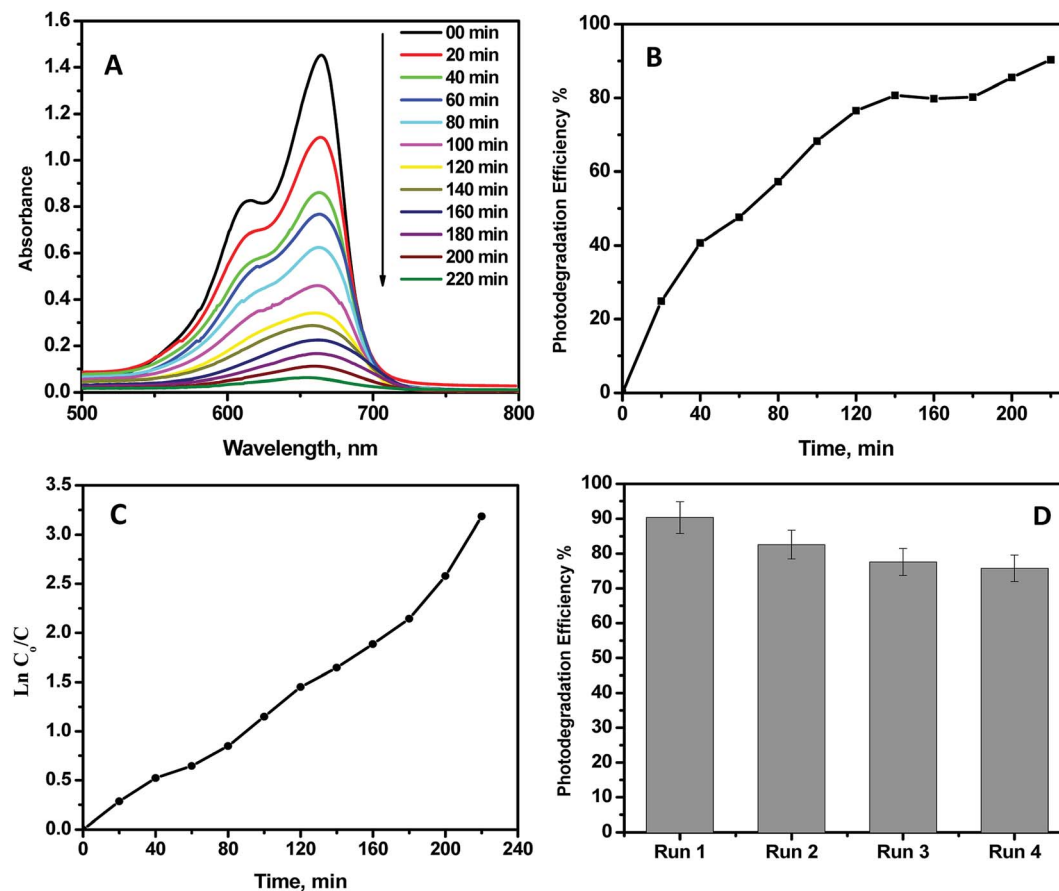 A
00 min
20 min
40 min
60 min
80 min
100 min
120 min
140 min
160 min
180 min
200 min
220 min
1.6
1.4
1.2
1.0
0.8
0.6
0.4
0.2
0.0
Absorbance
500
600
700
800
Wavelength, nm
B
100
80
60
40
20
0
Photodegradation Efficiency %
0
40
80
120
160
200
Time, min
C
3.5
3.0
2.5
2.0
1.5
1.0
0.5
0.0
Ln Co/C
0
40
80
120
160
200
240
Time, min
D
100
90
80
70
60
50
40
30
20
10
0
Photodegradation Efficiency %
Run 1
Run 2
Run 3
Run 4